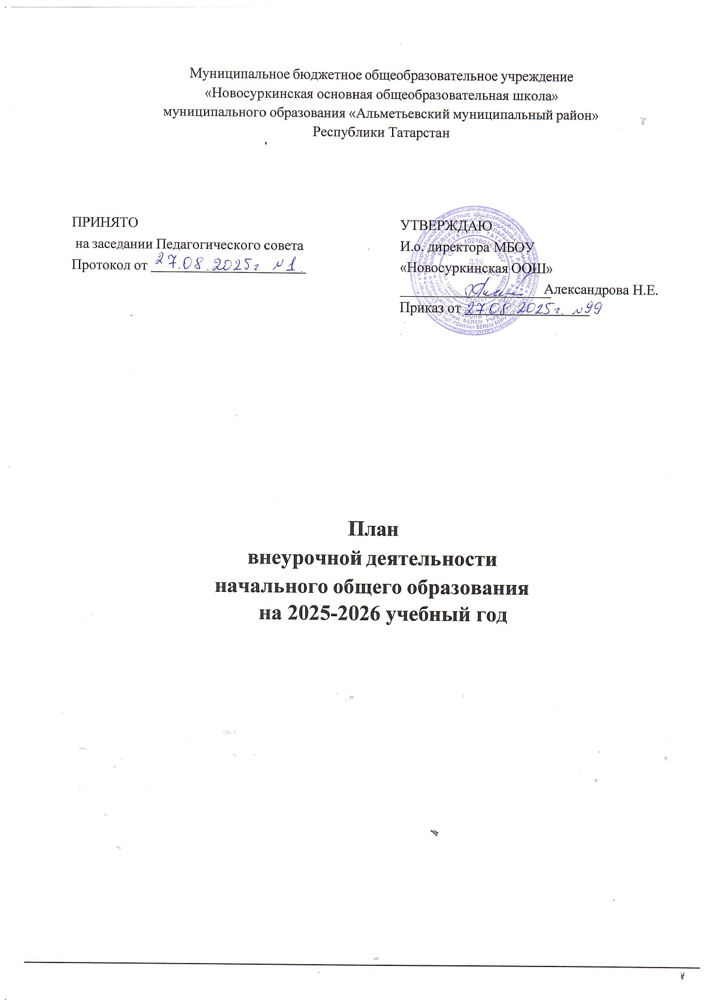 Муниципальное бюджетное общеобразовательное учреждение
«Новосуркинская основная общеобразовательная школа»
муниципального образования «Альметьевский муниципальный район»
Республики Татарстан
ПРИНЯТО
на заседании Педагогического совета
Протокол от 27.08.2025г №1
УТВЕРЖДАЮ
И.о. директора МБОУ
«Новосуркинская ООШ»
Александрова Н.Е.
Приказ от 27.08.2025г. №99
План
внеурочной деятельности
начального общего образования
на 2025-2026 учебный год